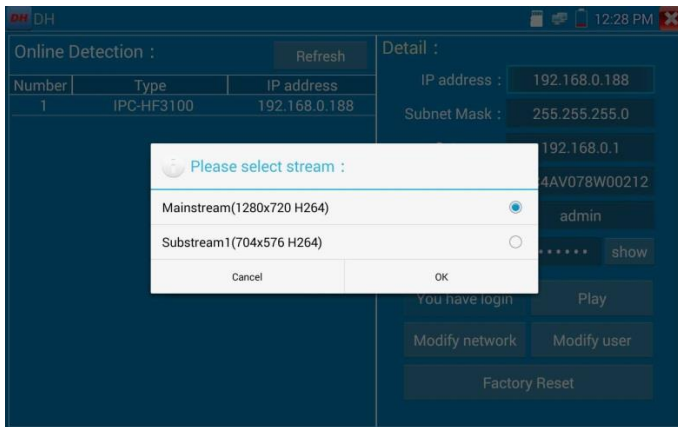 DH DH
12:28 PM
Online Detection :
Refresh
Number Type IP address
1 IPC-HF3100 192.168.0.188
Detail :
IP address : 192.168.0.188
Subnet Mask : 255.255.255.0
192.168.0.1
4AV078W00212
admin
•••••• show
You have login
Play
Modify network
Modify user
Factory Reset
Please select stream :
Mainstream(1280x720 H264)
Substream1(704x576 H264)
Cancel
OK